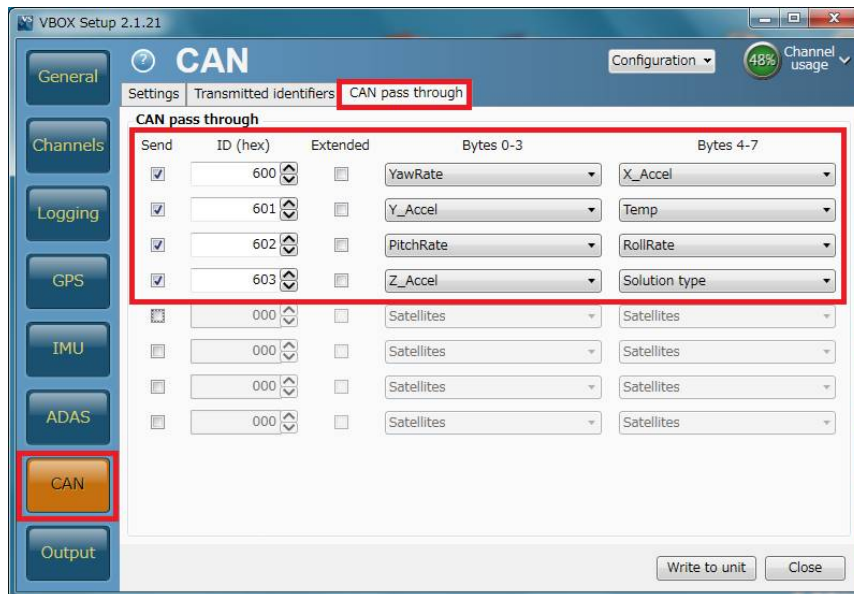 VBOX Setup 2.1.21
General
Channels
Logging
GPS
IMU
ADAS
CAN
Output
? CAN
Configuration
48% Channel usage
Settings Transmitted identifiers CAN pass through
CAN pass through
Send ID (hex) Extended Bytes 0-3 Bytes 4-7
600 YawRate X_Accel
601 Y_Accel Temp
602 PitchRate RollRate
603 Z_Accel Solution type
000 Satellites Satellites
000 Satellites Satellites
000 Satellites Satellites
000 Satellites Satellites
Write to unit Close